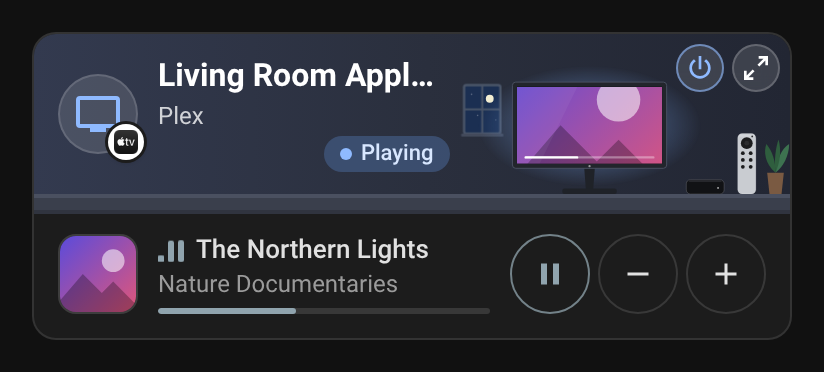 Living Room Appl...
Plex
tv
Playing
The Northern Lights
Nature Documentaries